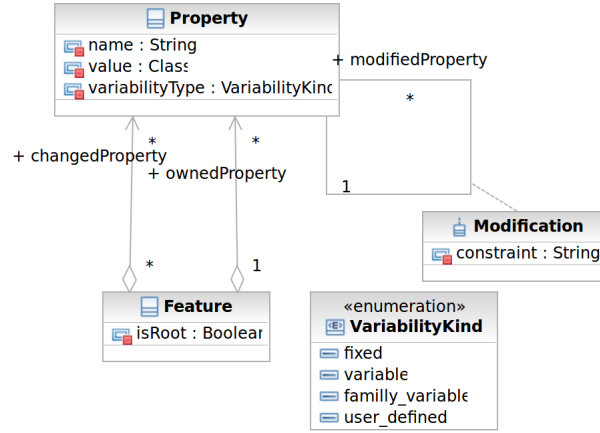 Property
name : String
value : Class
variabilityType : VariabilityKind
+ modifiedProperty
*
1
*
+ changedProperty
*
+ ownedProperty
*
1
Modification
constraint : String
Feature
isRoot : Boolean
«enumeration»
<E> VariabilityKind
fixed
variable
familly_variable
user_defined